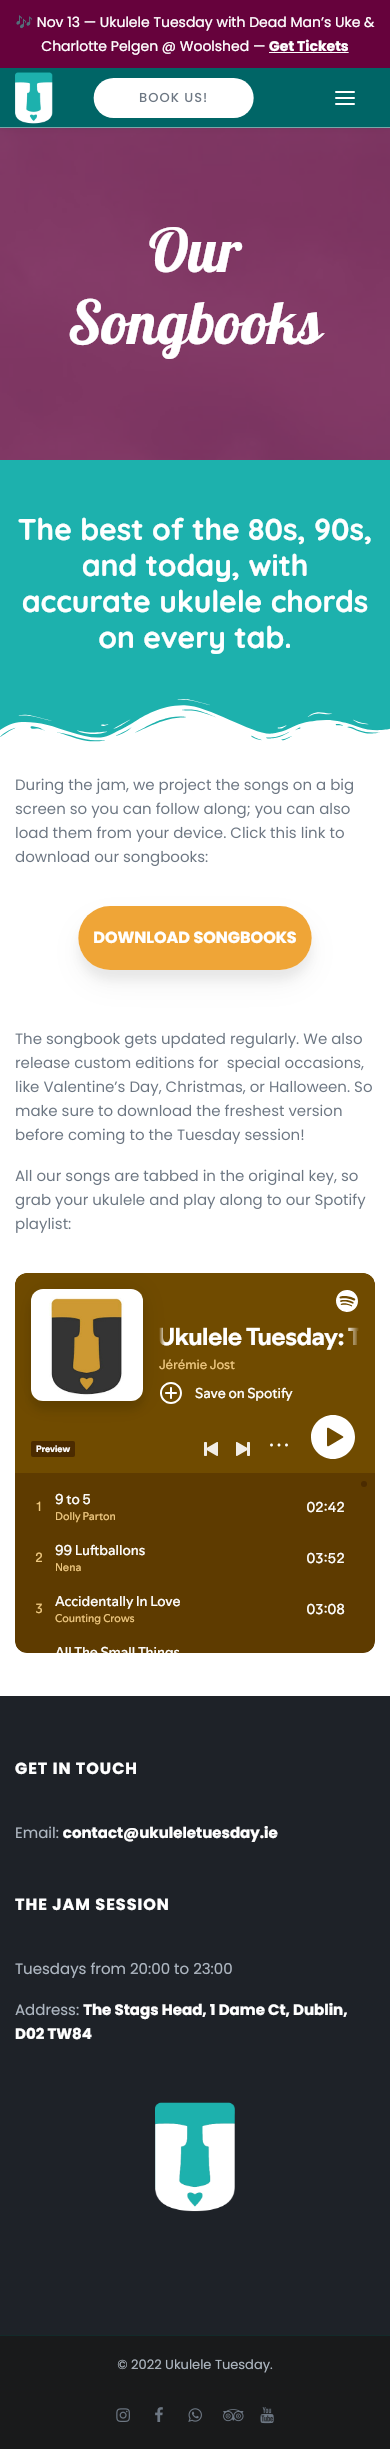 🎶 Nov 13 — Ukulele Tuesday with Dead Man's Uke &
Charlotte Pelgen @ Woolshed — Get Tickets
BOOK US!
Our
Songbooks
The best of the 80s, 90s,
and today, with
accurate ukulele chords
on every tab.
During the jam, we project the songs on a big
screen so you can follow along; you can also
load them from your device. Click this link to
download our songbooks:
DOWNLOAD SONGBOOKS
The songbook gets updated regularly. We also
release custom editions for special occasions,
like Valentine's Day, Christmas, or Halloween. So
make sure to download the freshest version
before coming to the Tuesday session!
All our songs are tabbed in the original key, so
grab your ukulele and play along to our Spotify
playlist:
Ukulele Tuesday: T
Jérémie Jost
Save on Spotify
Preview
1 9 to 5 02:42
Dolly Parton
2 99 Luftballons 03:52
Nena
3 Accidentally In Love 03:08
Counting Crows
All The Small Things
GET IN TOUCH
Email: contact@ukuleletuesday.ie
THE JAM SESSION
Tuesdays from 20:00 to 23:00
Address: The Stags Head, 1 Dame Ct, Dublin,
D02 TW84
© 2022 Ukulele Tuesday.